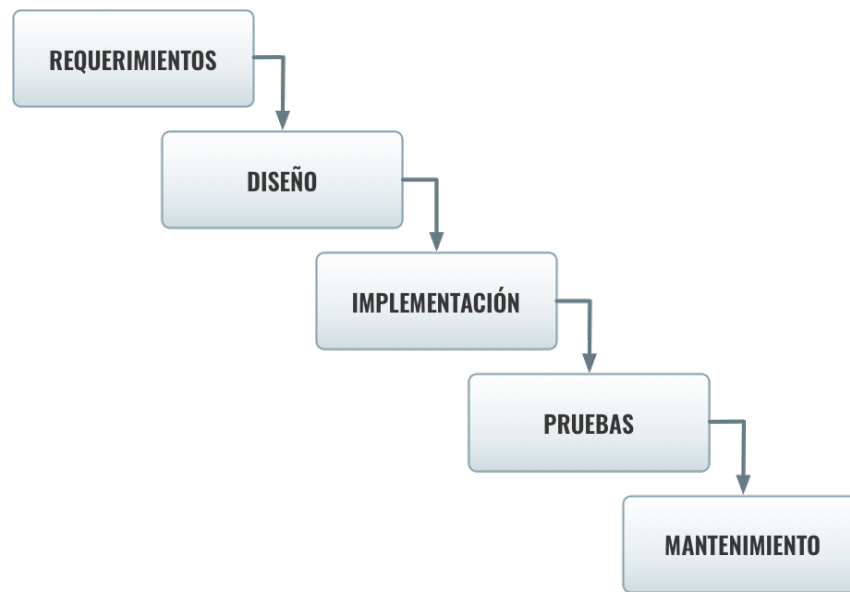 REQUERIMIENTOS
DISEÑO
IMPLEMENTACIÓN
PRUEBAS
MANTENIMIENTO